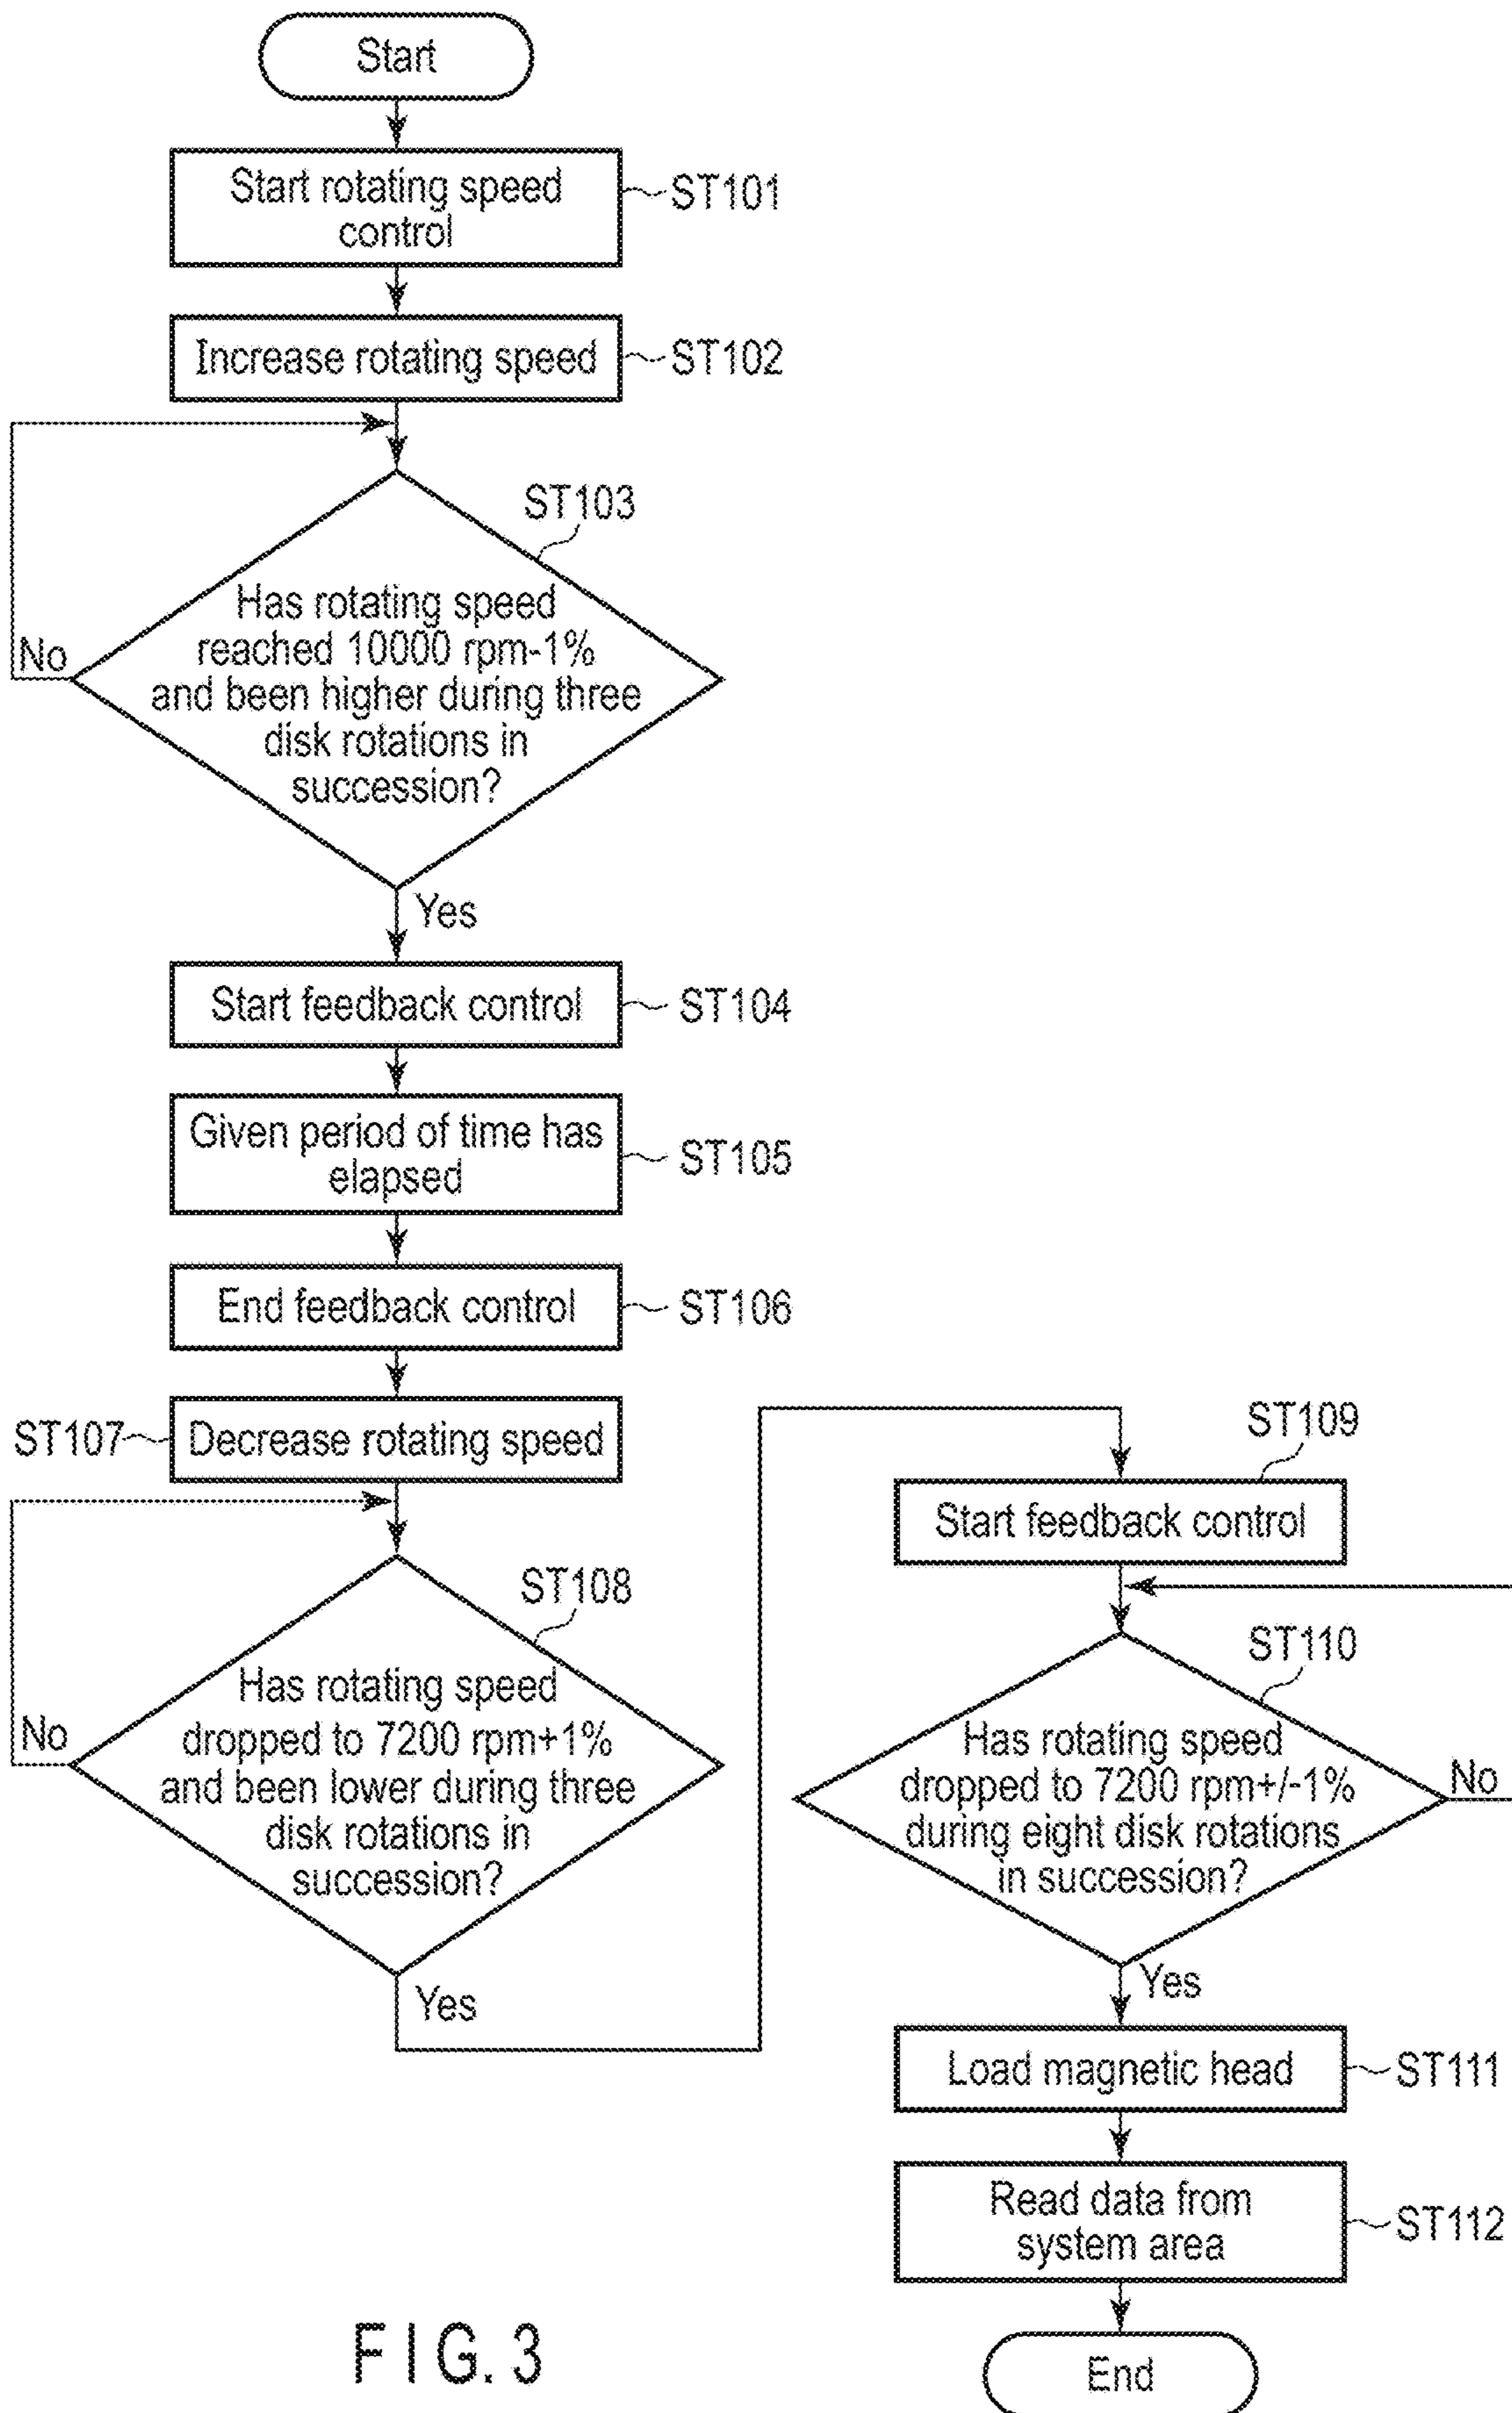 Start
Start rotating speed
control
ST101
Increase rotating speed
ST102
ST103
Has rotating speed
reached 10000 rpm-1%
and been higher during three
disk rotations in
succession?
No
Yes
Start feedback control
ST104
Given period of time has
elapsed
ST105
End feedback control
ST106
ST107
Decrease rotating speed
ST108
Has rotating speed
dropped to 7200 rpm+1%
and been lower during three
disk rotations in
succession?
No
Yes
ST109
Start feedback control
ST110
Has rotating speed
dropped to 7200 rpm+/-1%
during eight disk rotations
in succession?
No
Yes
Load magnetic head
ST111
Read data from
system area
ST112
End
FIG. 3